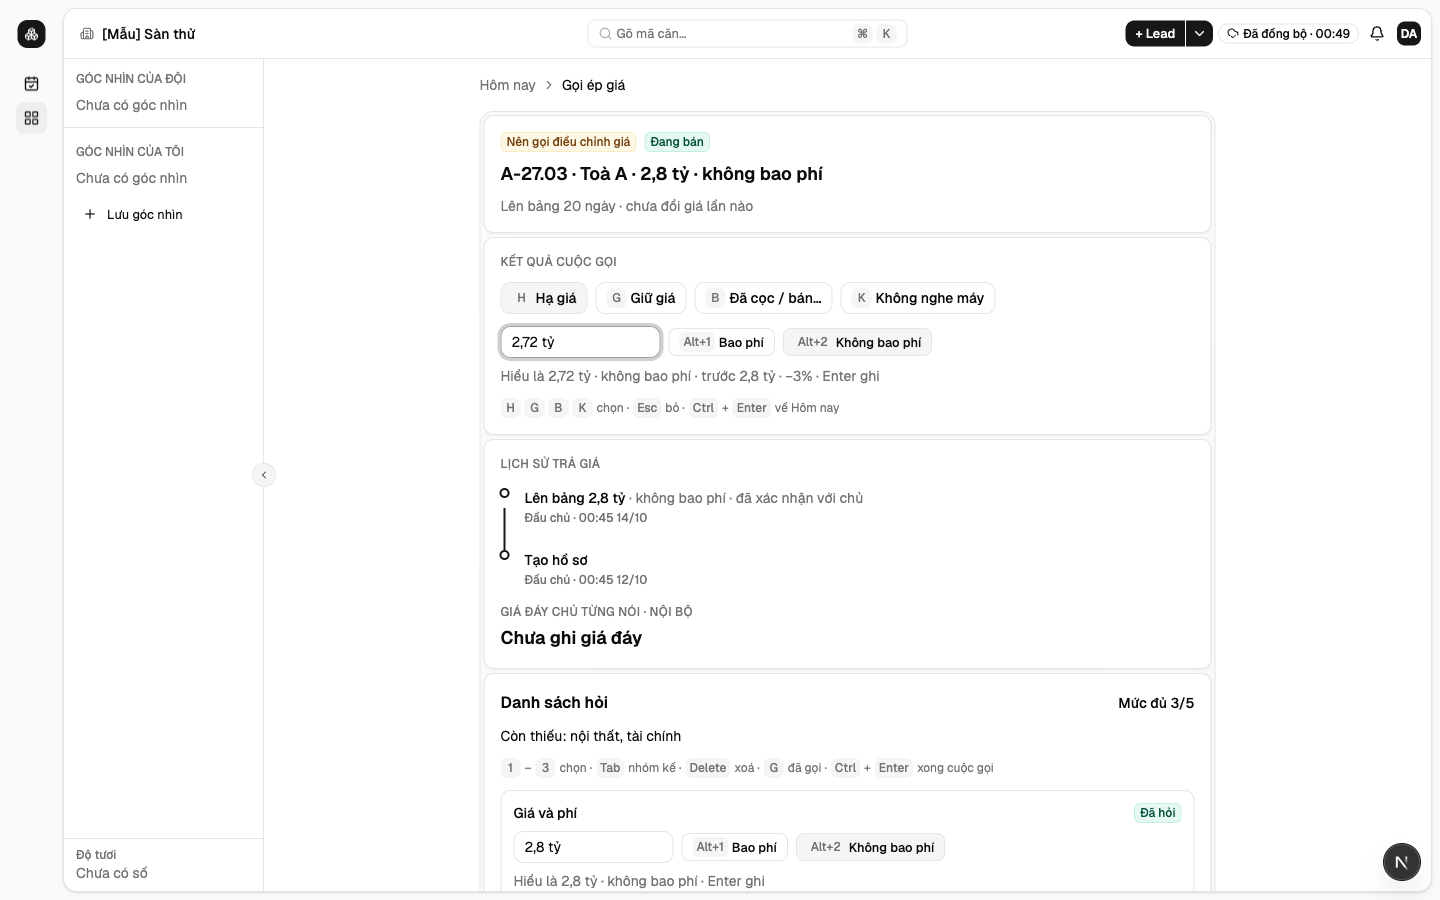 [Mẫu] Sàn thử
Gõ mã căn... ⌘ K
+ Lead
Đã đồng bộ · 00:49
DA
GÓC NHÌN CỦA ĐỘI
Chưa có góc nhìn
GÓC NHÌN CỦA TÔI
Chưa có góc nhìn
+ Lưu góc nhìn
Độ tươi
Chưa có số
Hôm nay > Gọi ép giá
Nên gọi điều chỉnh giá Đang bán
A-27.03 · Toà A · 2,8 tỷ · không bao phí
Lên bảng 20 ngày · chưa đổi giá lần nào
KẾT QUẢ CUỘC GỌI
H Hạ giá G Giữ giá B Đã cọc / bán... K Không nghe máy
2,72 tỷ Alt+1 Bao phí Alt+2 Không bao phí
Hiểu là 2,72 tỷ · không bao phí · trước 2,8 tỷ · −3% · Enter ghi
H G B K chọn · Esc bỏ · Ctrl + Enter về Hôm nay
LỊCH SỬ TRẢ GIÁ
Lên bảng 2,8 tỷ · không bao phí · đã xác nhận với chủ
Đầu chủ · 00:45 14/10
Tạo hồ sơ
Đầu chủ · 00:45 12/10
GIÁ ĐÁY CHỦ TỪNG NÓI · NỘI BỘ
Chưa ghi giá đáy
Danh sách hỏi Mức đủ 3/5
Còn thiếu: nội thất, tài chính
1 – 3 chọn · Tab nhóm kế · Delete xoá · G đã gọi · Ctrl + Enter xong cuộc gọi
Giá và phí Đã hỏi
2,8 tỷ Alt+1 Bao phí Alt+2 Không bao phí
Hiểu là 2,8 tỷ · không bao phí · Enter ghi
N